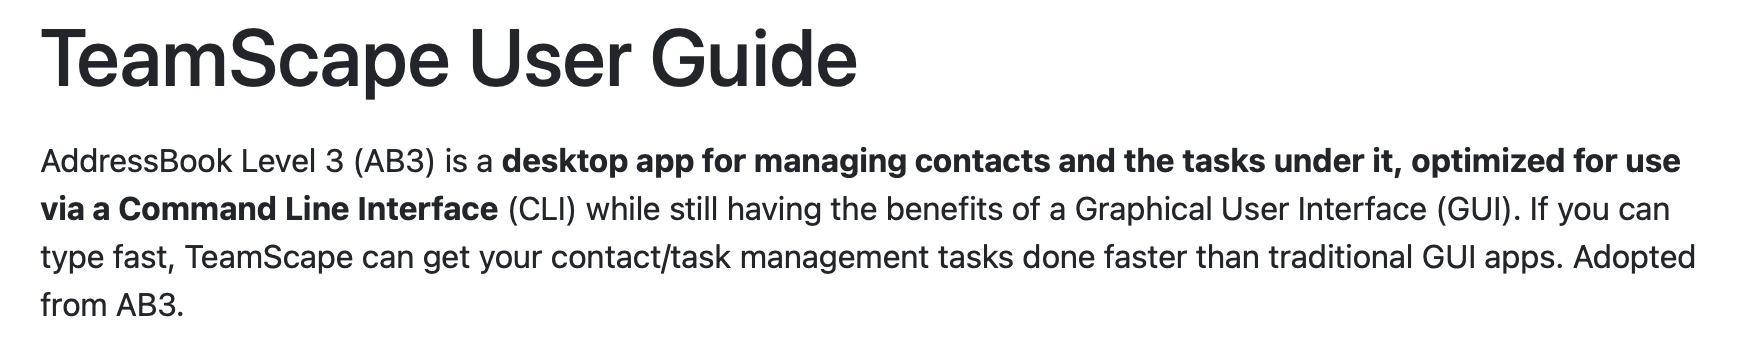 TeamScape User Guide
AddressBook Level 3 (AB3) is a desktop app for managing contacts and the tasks under it, optimized for use
via a Command Line Interface (CLI) while still having the benefits of a Graphical User Interface (GUI). If you can
type fast, TeamScape can get your contact/task management tasks done faster than traditional GUI apps. Adopted
from AB3.